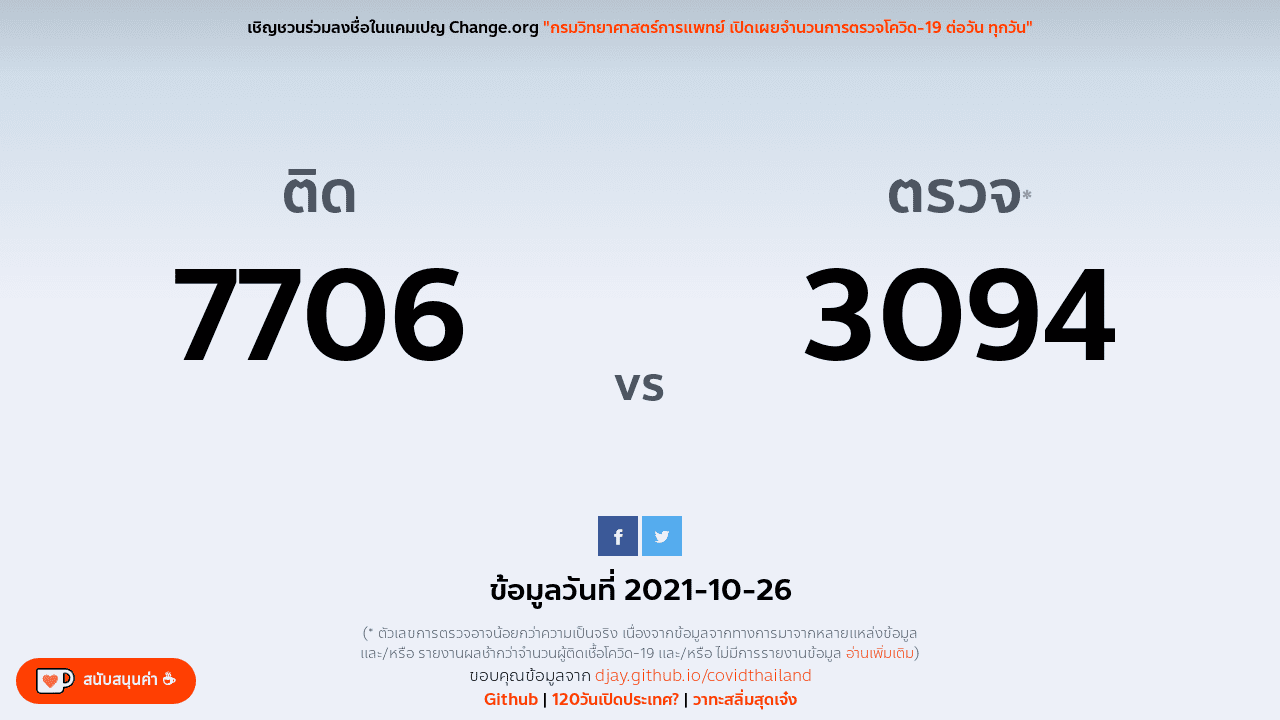 เชิญชวนร่วมลงชื่อในแคมเปญ Change.org "กรมวิทยาศาสตร์การแพทย์ เปิดเผยจำนวนการตรวจโควิด-19 ต่อวัน ทุกวัน"
ติด
ตรวจ*
7706
3094
vs
ข้อมูลวันที่ 2021-10-26
(* ตัวเลขการตรวจอาจน้อยกว่าความเป็นจริง เนื่องจากข้อมูลจากทางการมาจากหลายแหล่งข้อมูล
และ/หรือ รายงานผลช้ากว่าจำนวนผู้ติดเชื้อโควิด-19 และ/หรือ ไม่มีการรายงานข้อมูล อ่านเพิ่มเติม)
ขอบคุณข้อมูลจาก djay.github.io/covidthailand
Github | 120วันเปิดประเทศ? | วาทะสลิ่มสุดเจ๋ง
สนับสนุนค่า ☕